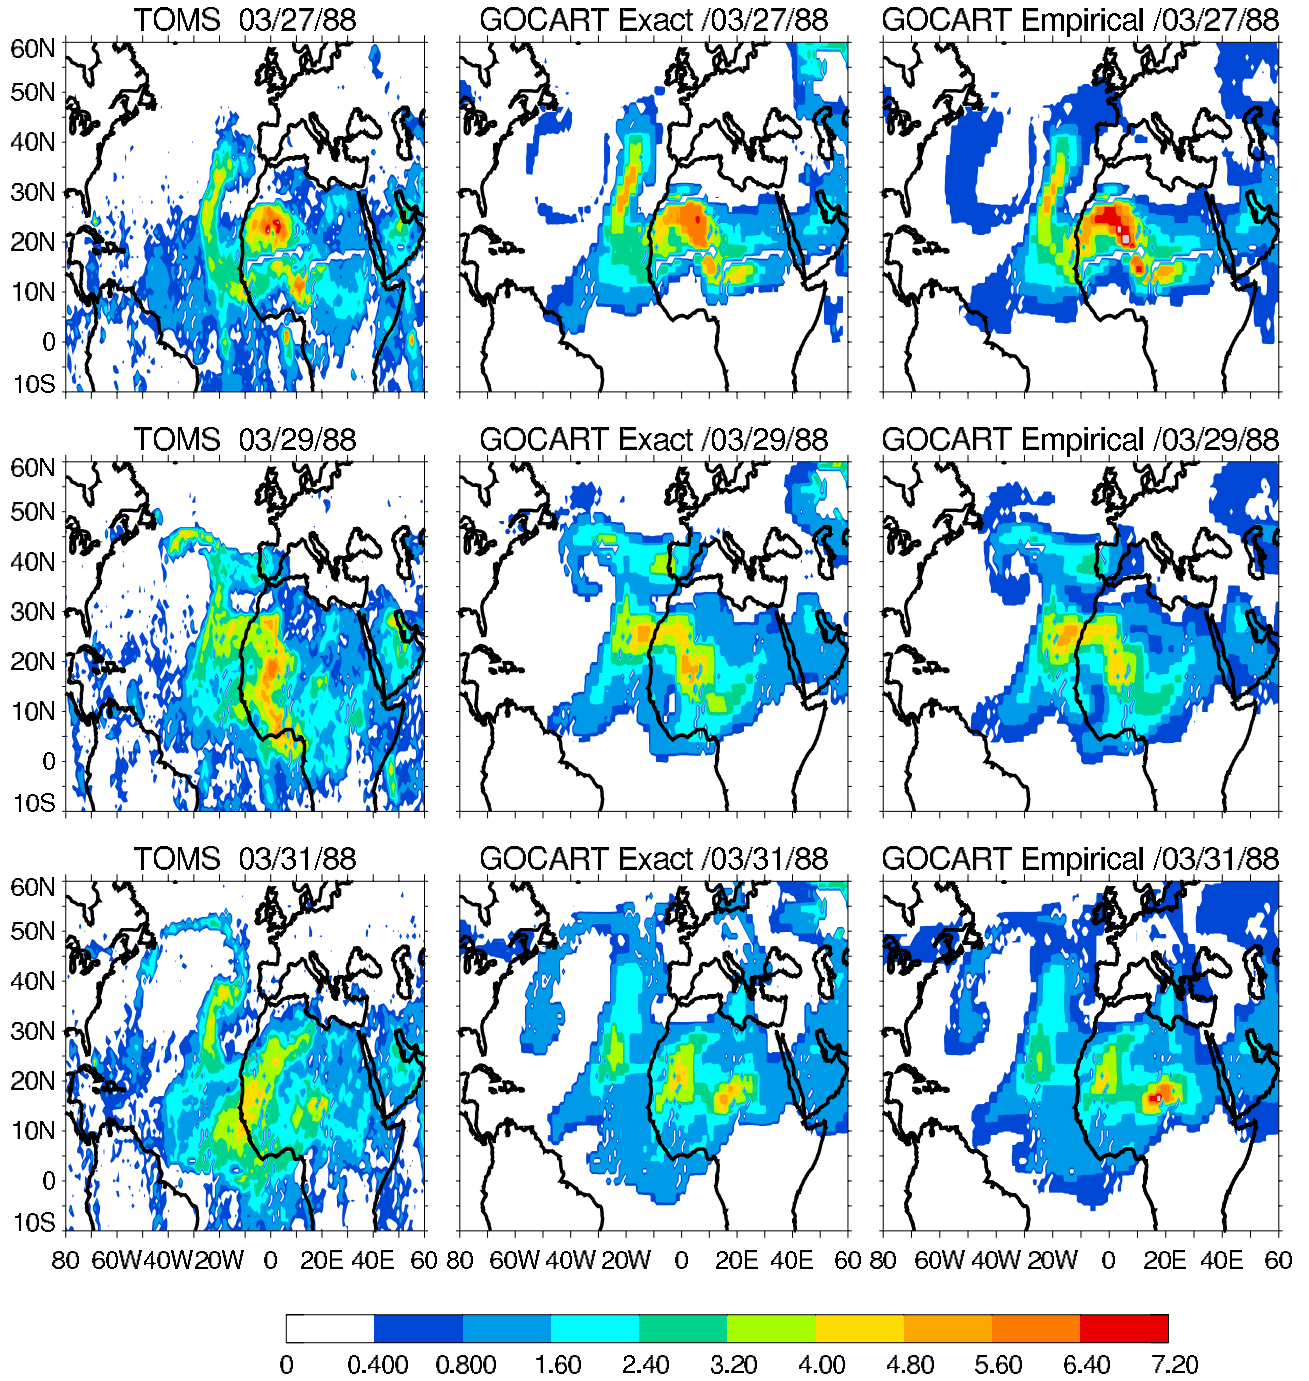 TOMS 03/27/88 GOCART Exact /03/27/88 GOCART Empirical /03/27/88
60N
50N
40N
30N
20N
10N
0
10S
TOMS 03/29/88 GOCART Exact /03/29/88 GOCART Empirical /03/29/88
60N
50N
40N
30N
20N
10N
0
10S
TOMS 03/31/88 GOCART Exact /03/31/88 GOCART Empirical /03/31/88
60N
50N
40N
30N
20N
10N
0
10S
80 60W 40W 20W 0 20E 40E 60 80 60W 40W 20W 0 20E 40E 60 80 60W 40W 20W 0 20E 40E 60
0 0.400 0.800 1.60 2.40 3.20 4.00 4.80 5.60 6.40 7.20